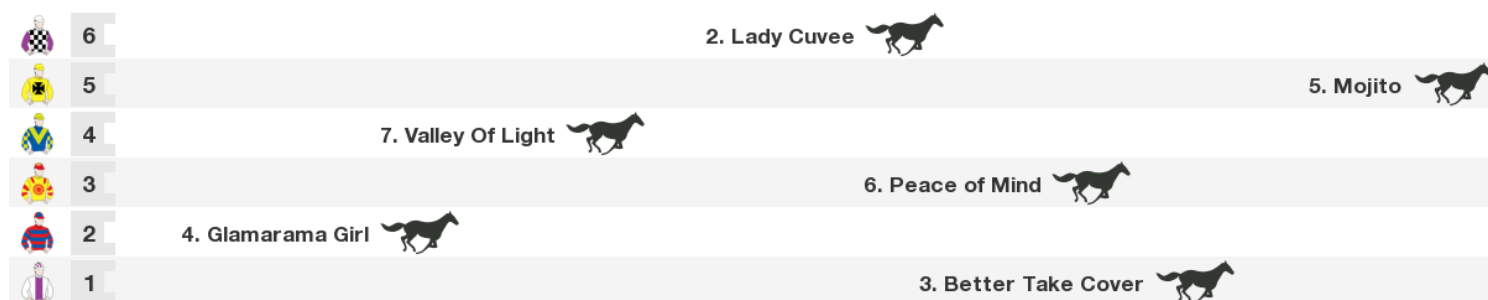 6 2. Lady Cuvee
5 5. Mojito
4 7. Valley Of Light
3 6. Peace of Mind
2 4. Glamarama Girl
1 3. Better Take Cover